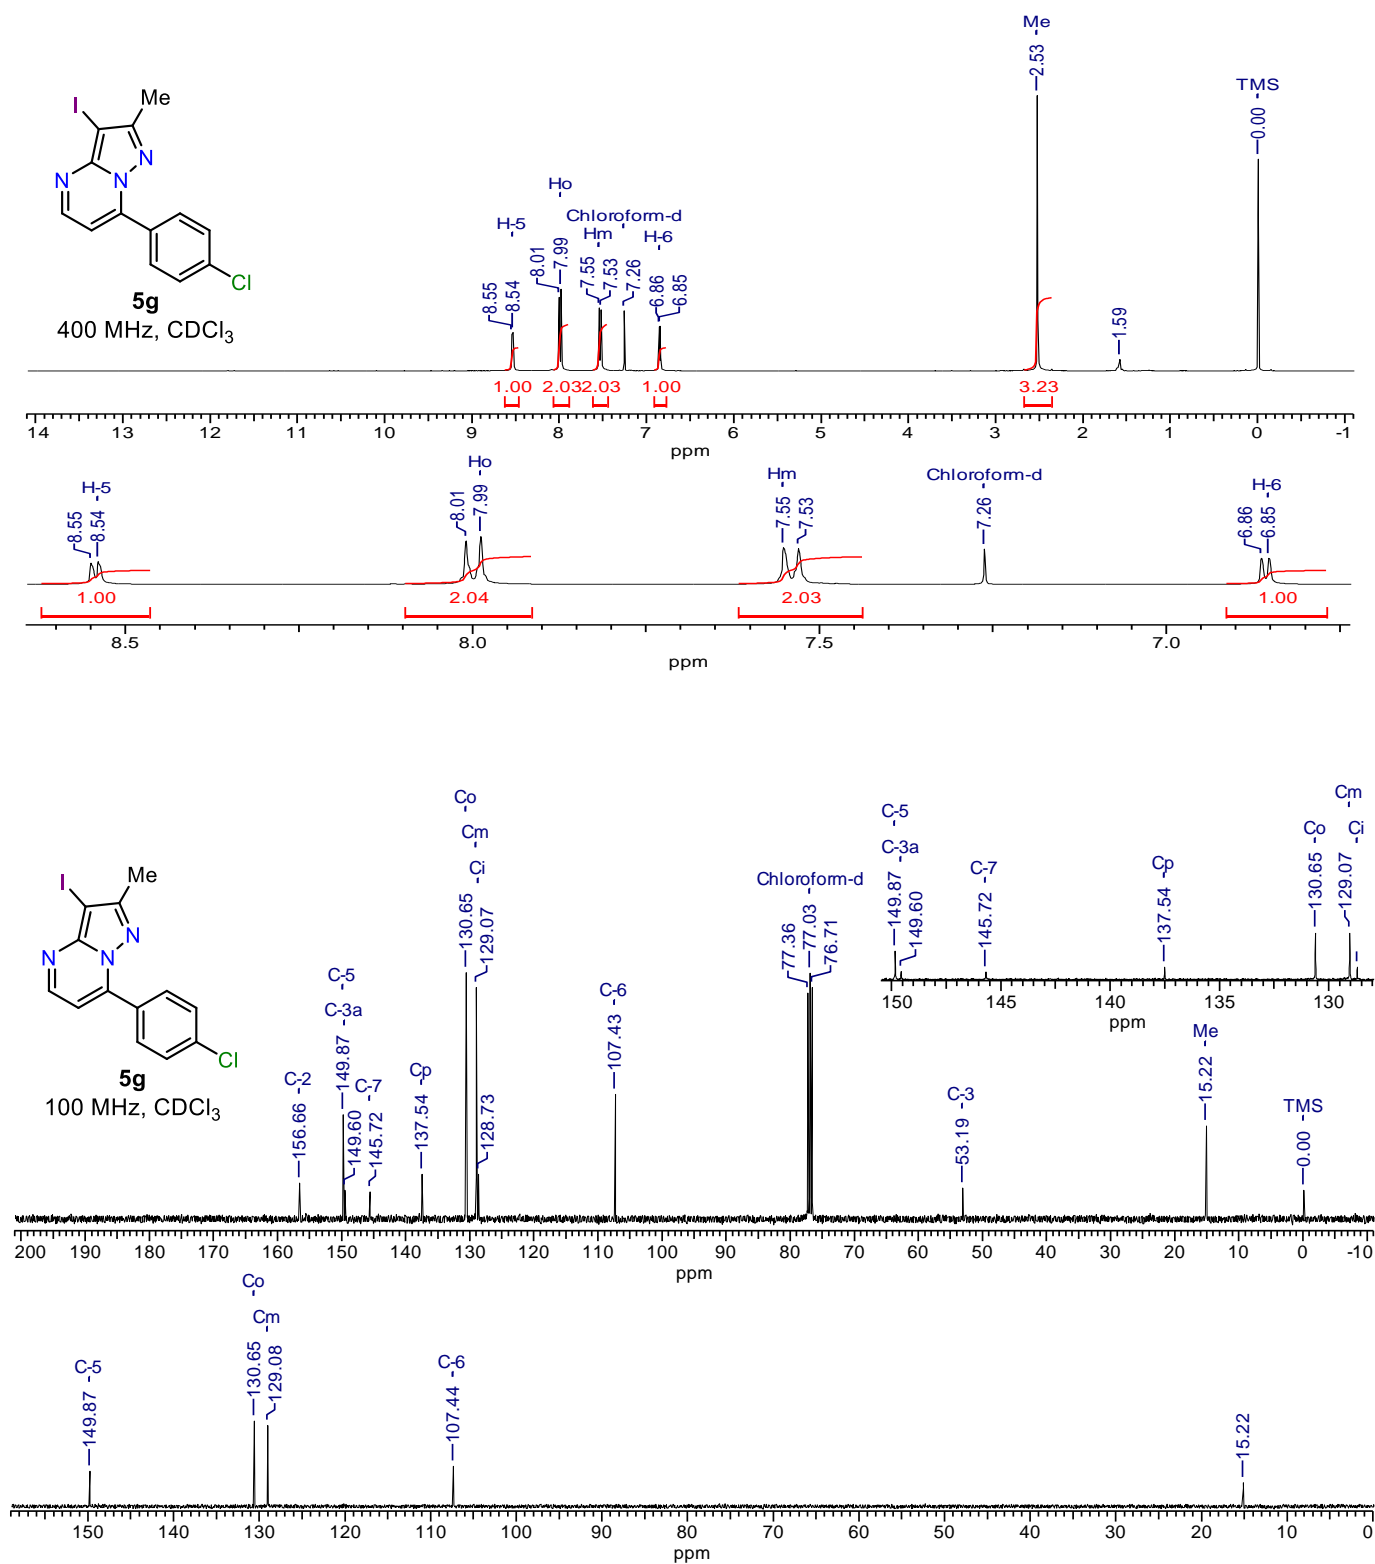 Me
2.53
TMS
0.00
I
Me
N
N
N
Cl
5g
400 MHz, CDCl3
Ho
H-5
Chloroform-d
Hm
H-6
8.55
8.54
8.01
7.99
7.55
7.53
7.26
6.86
6.85
1.59
1.00 2.03 2.03 1.00 3.23
14 13 12 11 10 9 8 7 6 5 4 3 2 1 0 -1
ppm
H-5
Ho
Hm
Chloroform-d
H-6
8.55
8.54
8.01
7.99
7.55
7.53
7.26
6.86
6.85
1.00 2.04 2.03 1.00
8.5 8.0 7.5 7.0
ppm
I
Me
N
N
N
Cl
5g
100 MHz, CDCl3
Co
Cm
Ci
C-5
C-3a
C-2
C-7
Cp
C-6
Chloroform-d
C-3
Me
TMS
156.66
149.87
149.60
145.72
137.54
130.65
129.07
128.73
107.43
77.36
77.03
76.71
53.19
15.22
0.00
C-5
C-3a
C-7
Cp
Co
Cm
Ci
149.87
149.60
145.72
137.54
130.65
129.07
150 145 140 135 130
ppm
200 190 180 170 160 150 140 130 120 110 100 90 80 70 60 50 40 30 20 10 0 -10
ppm
C-5
Co
Cm
C-6
149.87
130.65
129.08
107.44
15.22
150 140 130 120 110 100 90 80 70 60 50 40 30 20 10 0
ppm